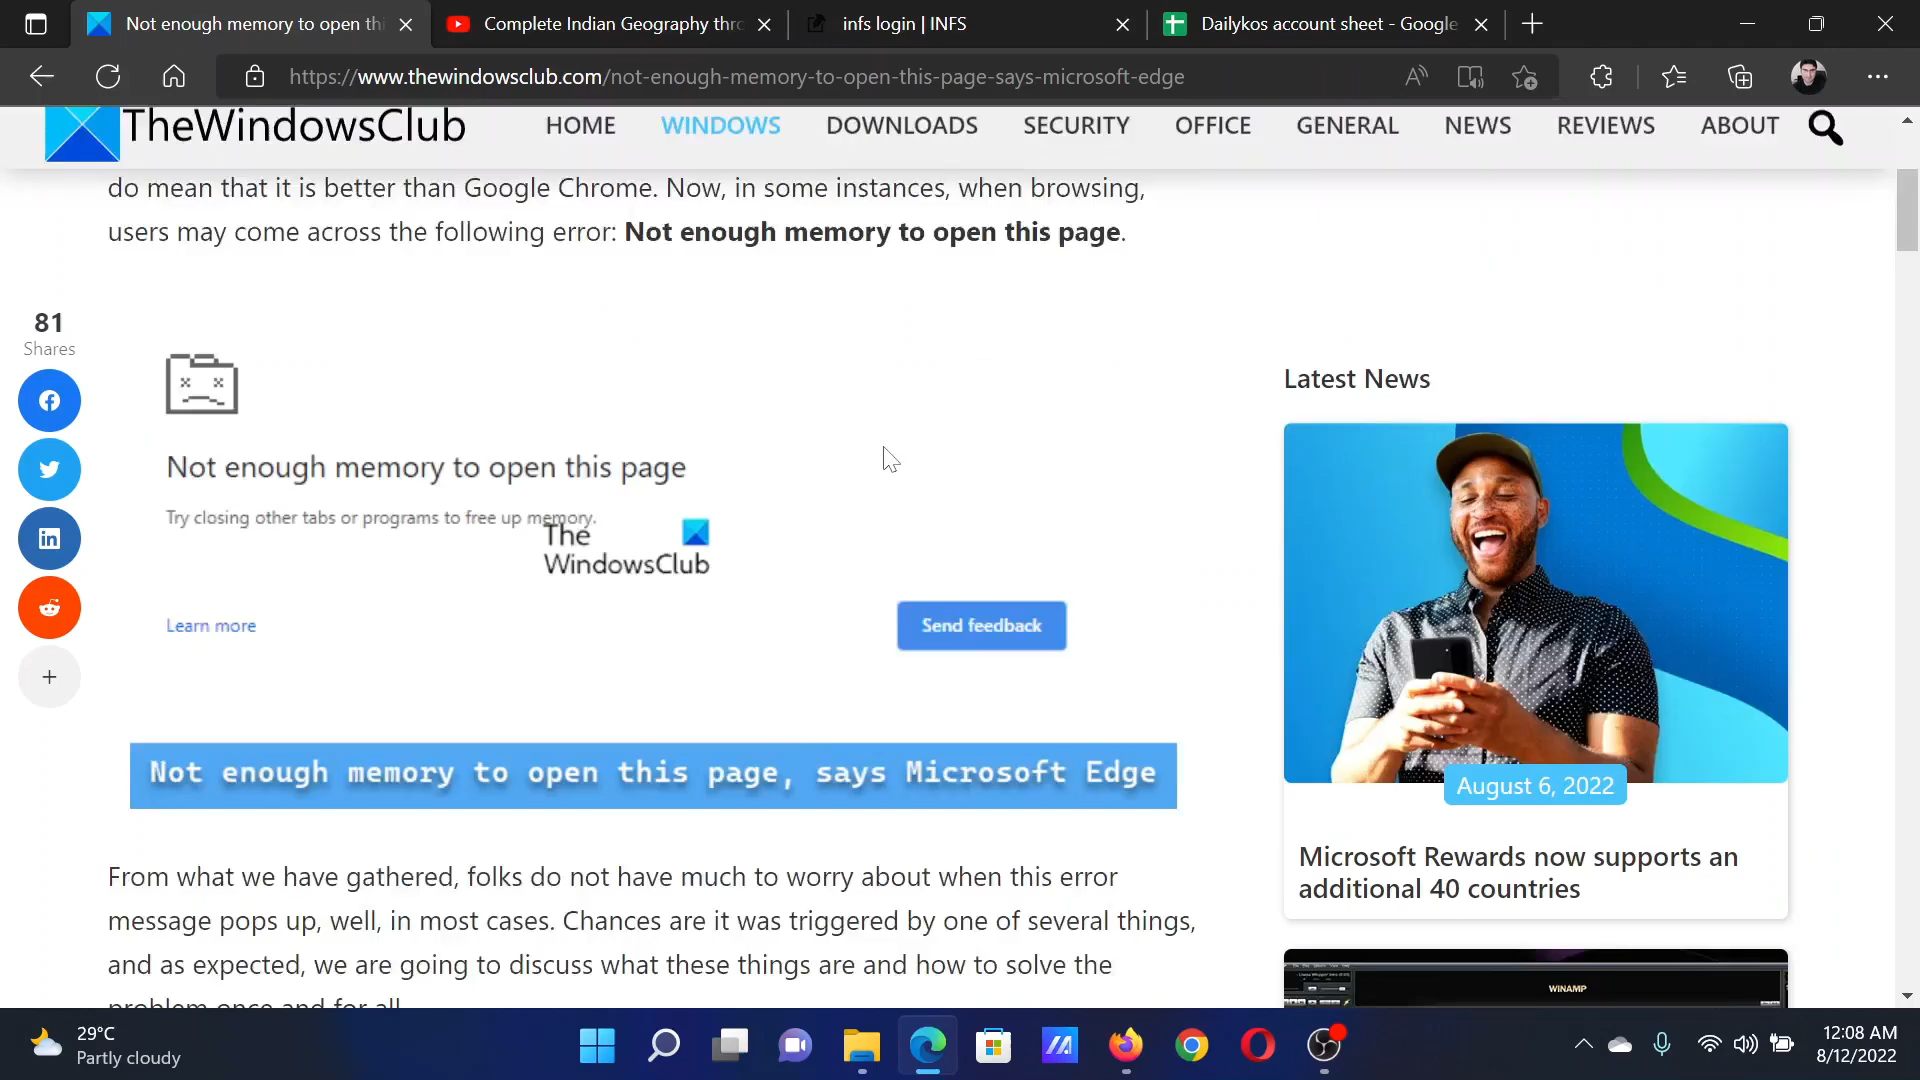 Not enough memory to open thi
Complete Indian Geography thro
infs login | INFS
Dailykos account sheet - Google
https://www.thewindowsclub.com/not-enough-memory-to-open-this-page-says-microsoft-edge
TheWindowsClub
HOME
WINDOWS
DOWNLOADS
SECURITY
OFFICE
GENERAL
NEWS
REVIEWS
ABOUT
do mean that it is better than Google Chrome. Now, in some instances, when browsing,
users may come across the following error: Not enough memory to open this page.
81
Shares
Not enough memory to open this page
Try closing other tabs or programs to free up memory.
The
WindowsClub
Learn more
Send feedback
Not enough memory to open this page, says Microsoft Edge
From what we have gathered, folks do not have much to worry about when this error
message pops up, well, in most cases. Chances are it was triggered by one of several things,
and as expected, we are going to discuss what these things are and how to solve the
problem once and for all
Latest News
August 6, 2022
Microsoft Rewards now supports an
additional 40 countries
WINAMP
29°C
Partly cloudy
12:08 AM
8/12/2022